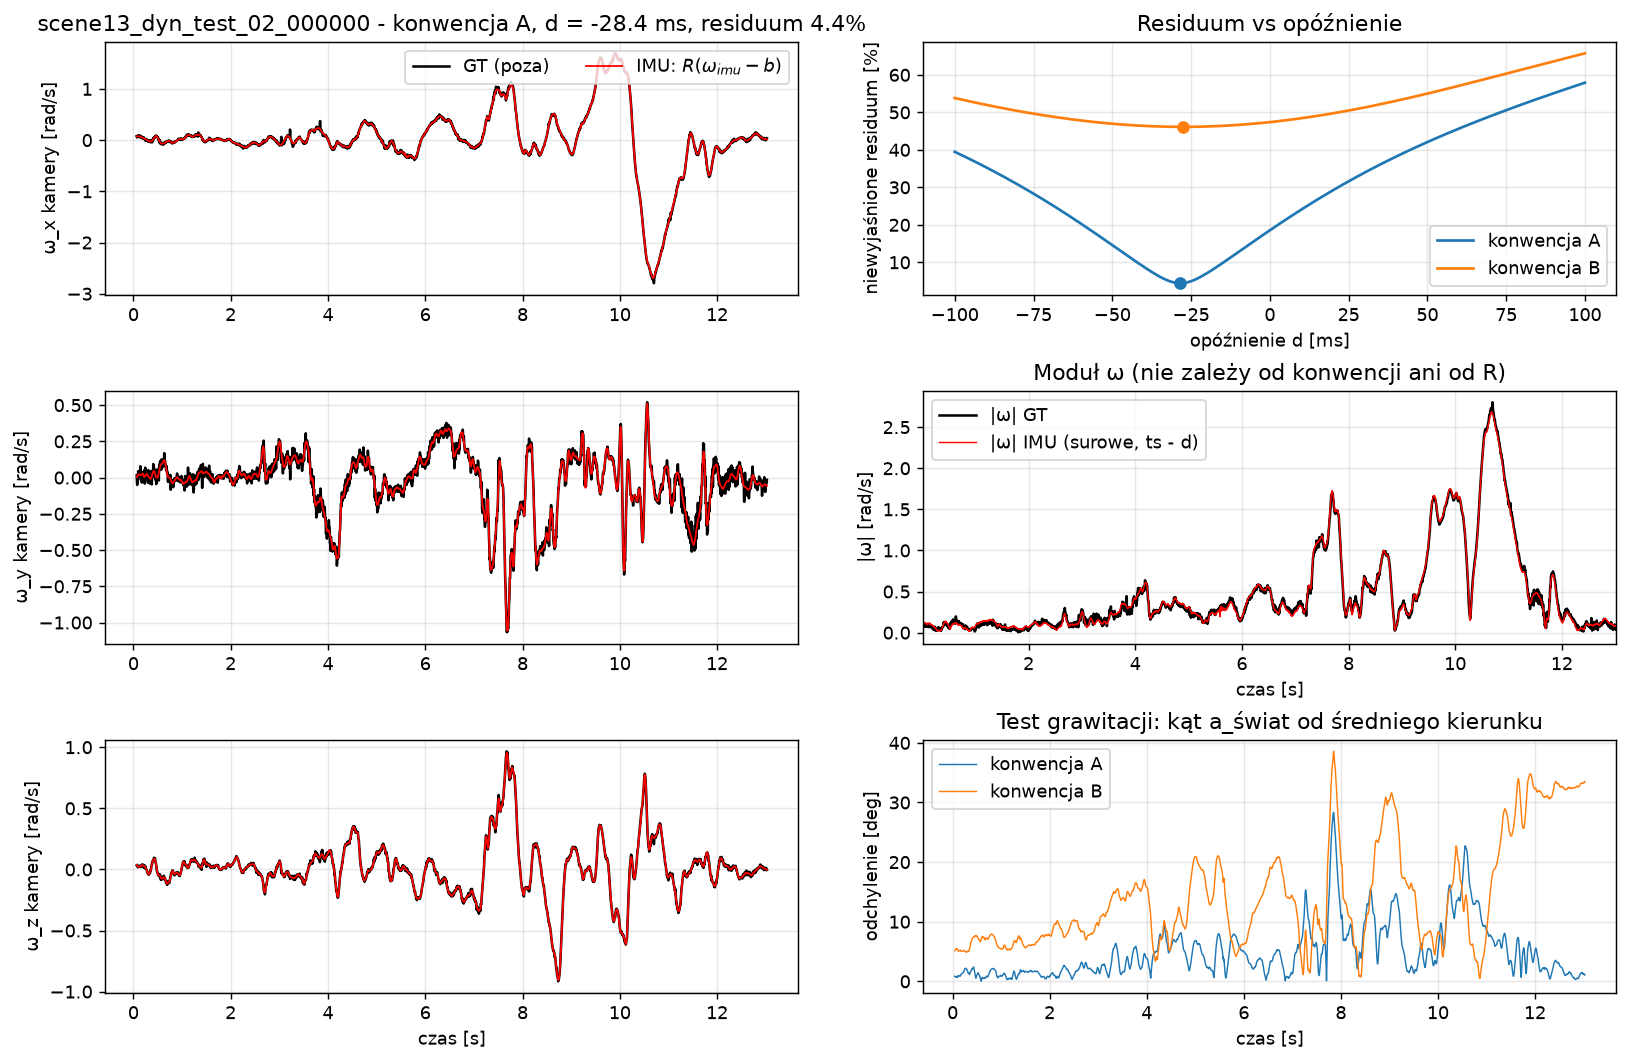 scene13_dyn_test_02_000000 - konwencja A, d = -28.4 ms, residuum 4.4%
ω_x kamery [rad/s]
1
0
−1
−2
−3
GT (poza)
IMU: R(ω_imu − b)
0 2 4 6 8 10 12
Residuum vs opóźnienie
niewyjaśnione residuum [%]
60
50
40
30
20
10
konwencja A
konwencja B
−100 −75 −50 −25 0 25 50 75 100
opóźnienie d [ms]
ω_y kamery [rad/s]
0.50
0.25
0.00
−0.25
−0.50
−0.75
−1.00
0 2 4 6 8 10 12
Moduł ω (nie zależy od konwencji ani od R)
|ω| [rad/s]
2.5
2.0
1.5
1.0
0.5
0.0
|ω| GT
|ω| IMU (surowe, ts - d)
2 4 6 8 10 12
czas [s]
ω_z kamery [rad/s]
1.0
0.5
0.0
−0.5
−1.0
0 2 4 6 8 10 12
czas [s]
Test grawitacji: kąt a_świat od średniego kierunku
odchylenie [deg]
40
30
20
10
0
konwencja A
konwencja B
0 2 4 6 8 10 12
czas [s]